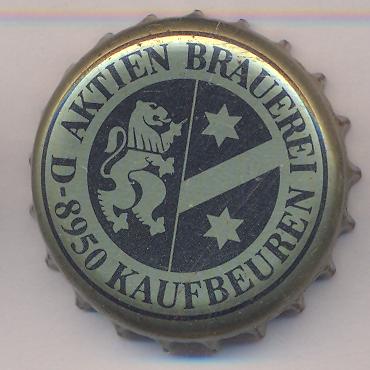 AKTIEN BRAUEREI
D-8950 KAUFBEUREN